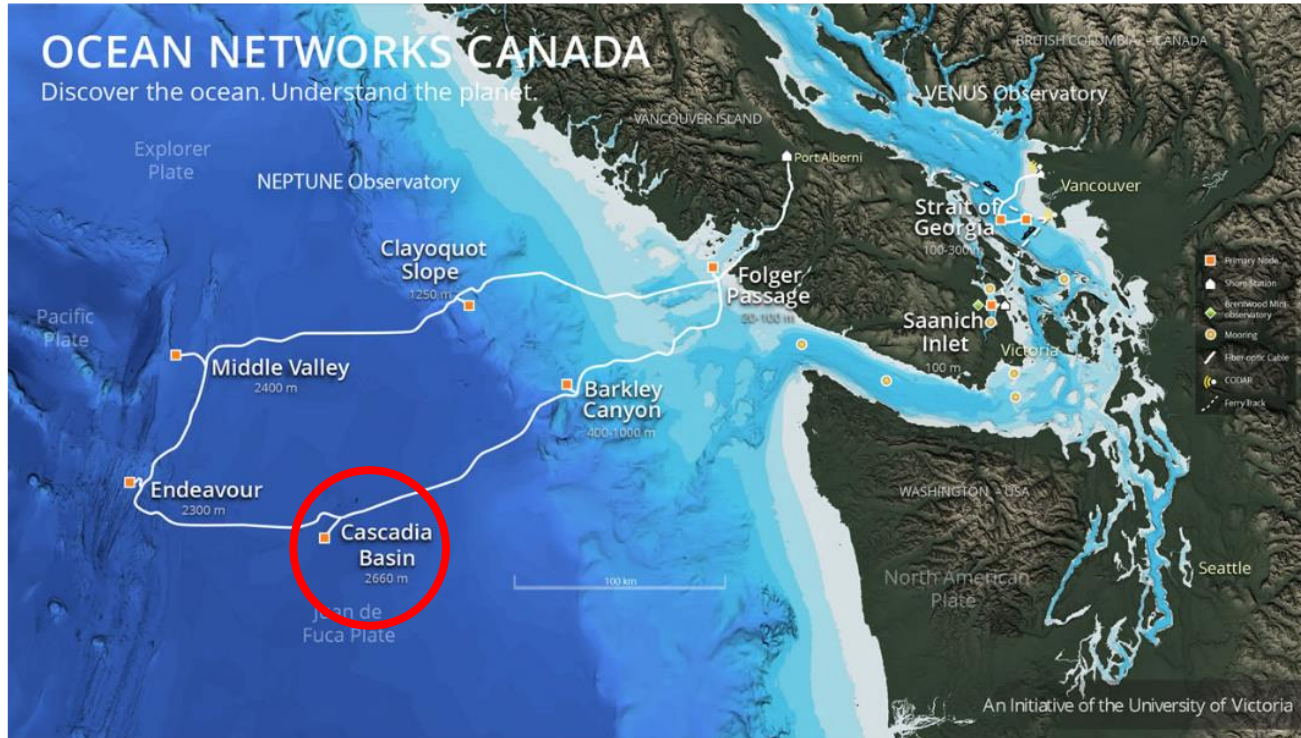 OCEAN NETWORKS CANADA
Discover the ocean. Understand the planet.
BRITISH COLUMBIA - CANADA
VENUS Observatory
VANCOUVER ISLAND
Port Alberni
Explorer
Plate
NEPTUNE Observatory
Vancouver
Strait of
Georgia
100-300 m
Clayoquot
Slope
1250 m
Folger
Passage
20-100 m
Primary Node
Shore Station
Brentwood Mini
observatory
Mooring
Fiber-optic Cable
CODAR
Ferry Track
Pacific
Plate
Saanich
Inlet
100 m
Victoria
Middle Valley
2400 m
Barkley
Canyon
400-1000 m
Endeavour
2300 m
WASHINGTON - USA
Cascadia
Basin
2660 m
100 km
Juan de
Fuca Plate
North American
Plate
Seattle
An Initiative of the University of Victoria